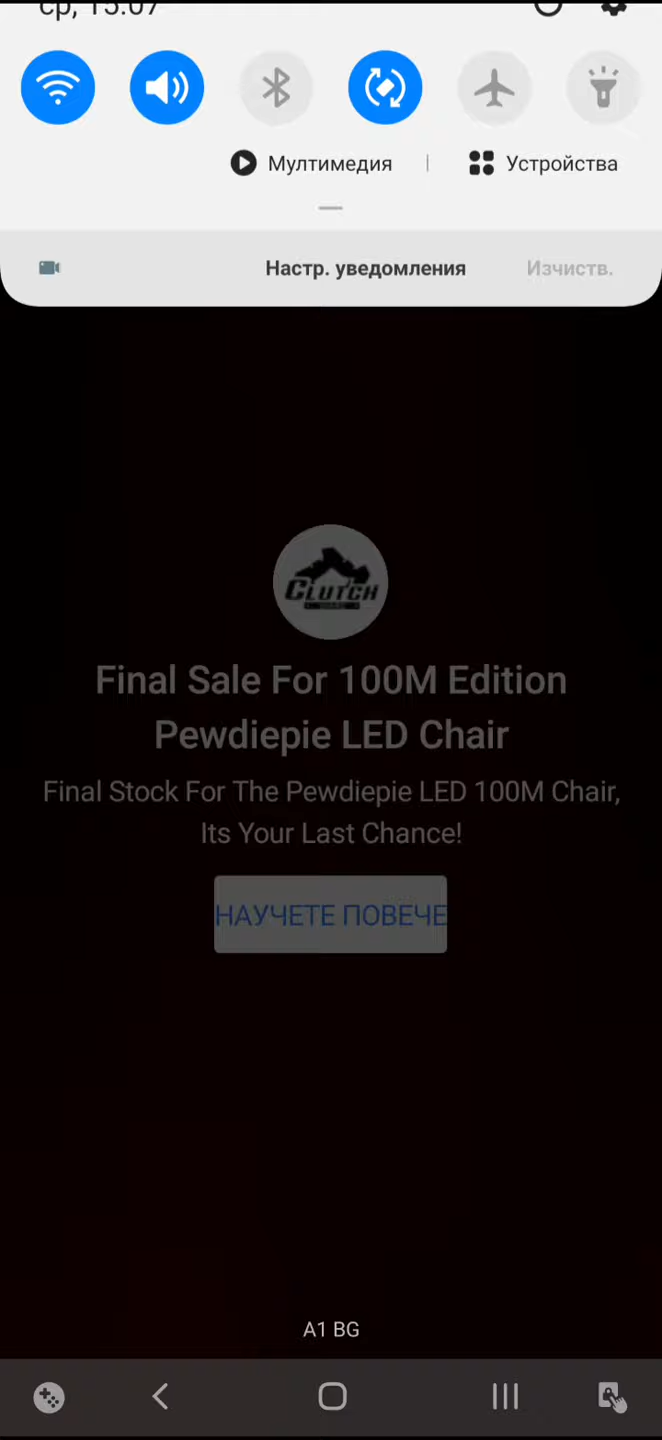 ср, 15.07
Мултимедия | Устройства
Настр. уведомления Изчиств.
CLUTCH
Final Sale For 100M Edition
Pewdiepie LED Chair
Final Stock For The Pewdiepie LED 100M Chair,
Its Your Last Chance!
НАУЧЕТЕ ПОВЕЧЕ
A1 BG